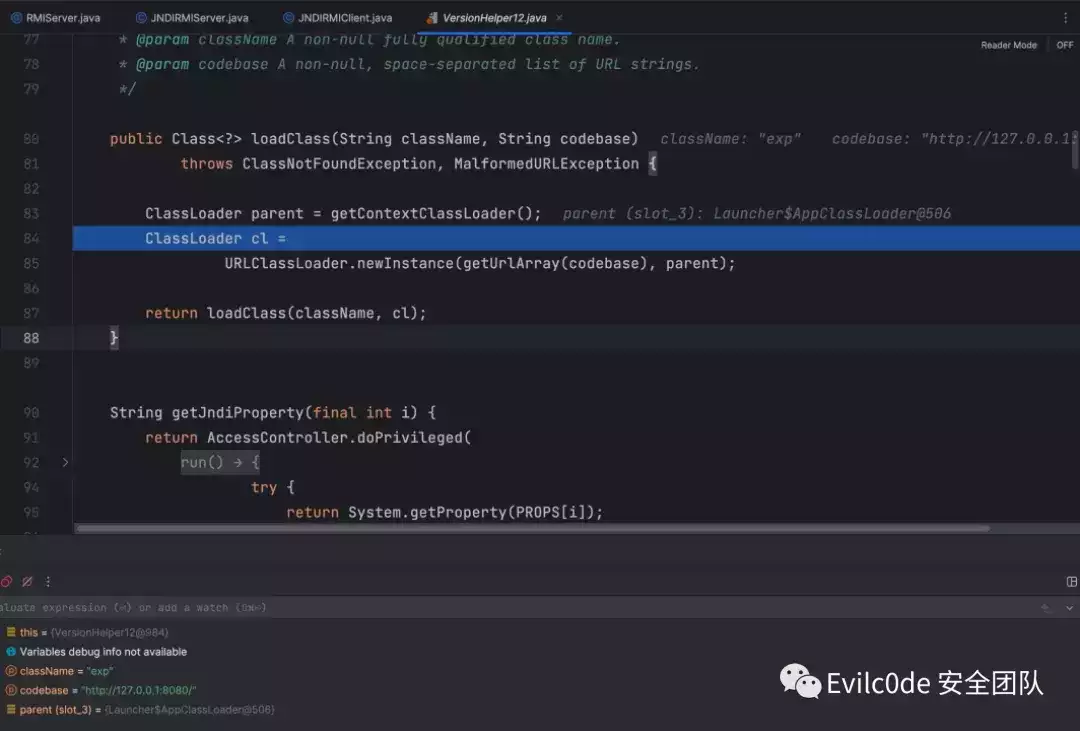 RMIServer.java JNDIRMIServer.java JNDIRMIClient.java VersionHelper12.java ×
77 * @param className A non-null fully qualified class name.
Reader Mode OFF
78 * @param codebase A non-null, space-separated list of URL strings.
79 */
80 public Class<?> loadClass(String className, String codebase) className: "exp" codebase: "http://127.0.0.1:
81 throws ClassNotFoundException, MalformedURLException {
82
83 ClassLoader parent = getContextClassLoader(); parent (slot_3): Launcher$AppClassLoader@506
84 ClassLoader cl =
85 URLClassLoader.newInstance(getUrlArray(codebase), parent);
86
87 return loadClass(className, cl);
88 }
89
90 String getJndiProperty(final int i) {
91 return AccessController.doPrivileged(
92 run() → {
94 try {
95 return System.getProperty(PROPS[i]);
aluate expression (⏎) or add a watch
this = {VersionHelper12@984}
Variables debug info not available
className = "exp"
codebase = "http://127.0.0.1:8080/"
parent (slot_3) = {Launcher$AppClassLoader@506}
Evilc0de 安全团队